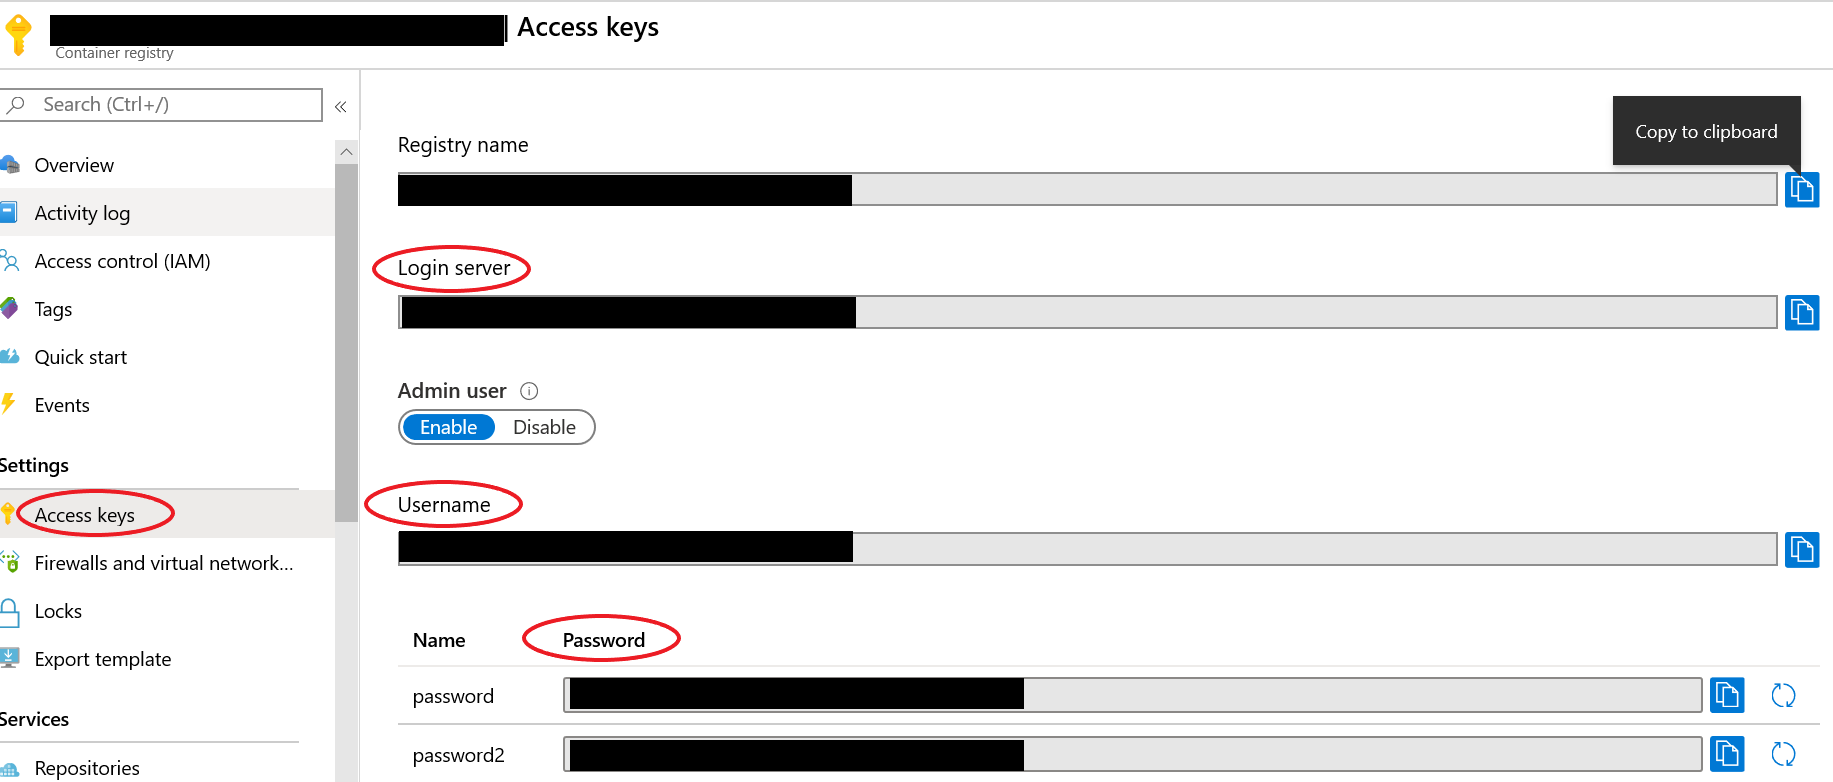 | Access keys
Container registry
Search (Ctrl+/)
«
Overview
Activity log
Access control (IAM)
Tags
Quick start
Events
Settings
Access keys
Firewalls and virtual network...
Locks
Export template
Services
Repositories
Copy to clipboard
Registry name
Login server
Admin user
Enable Disable
Username
Name Password
password
password2